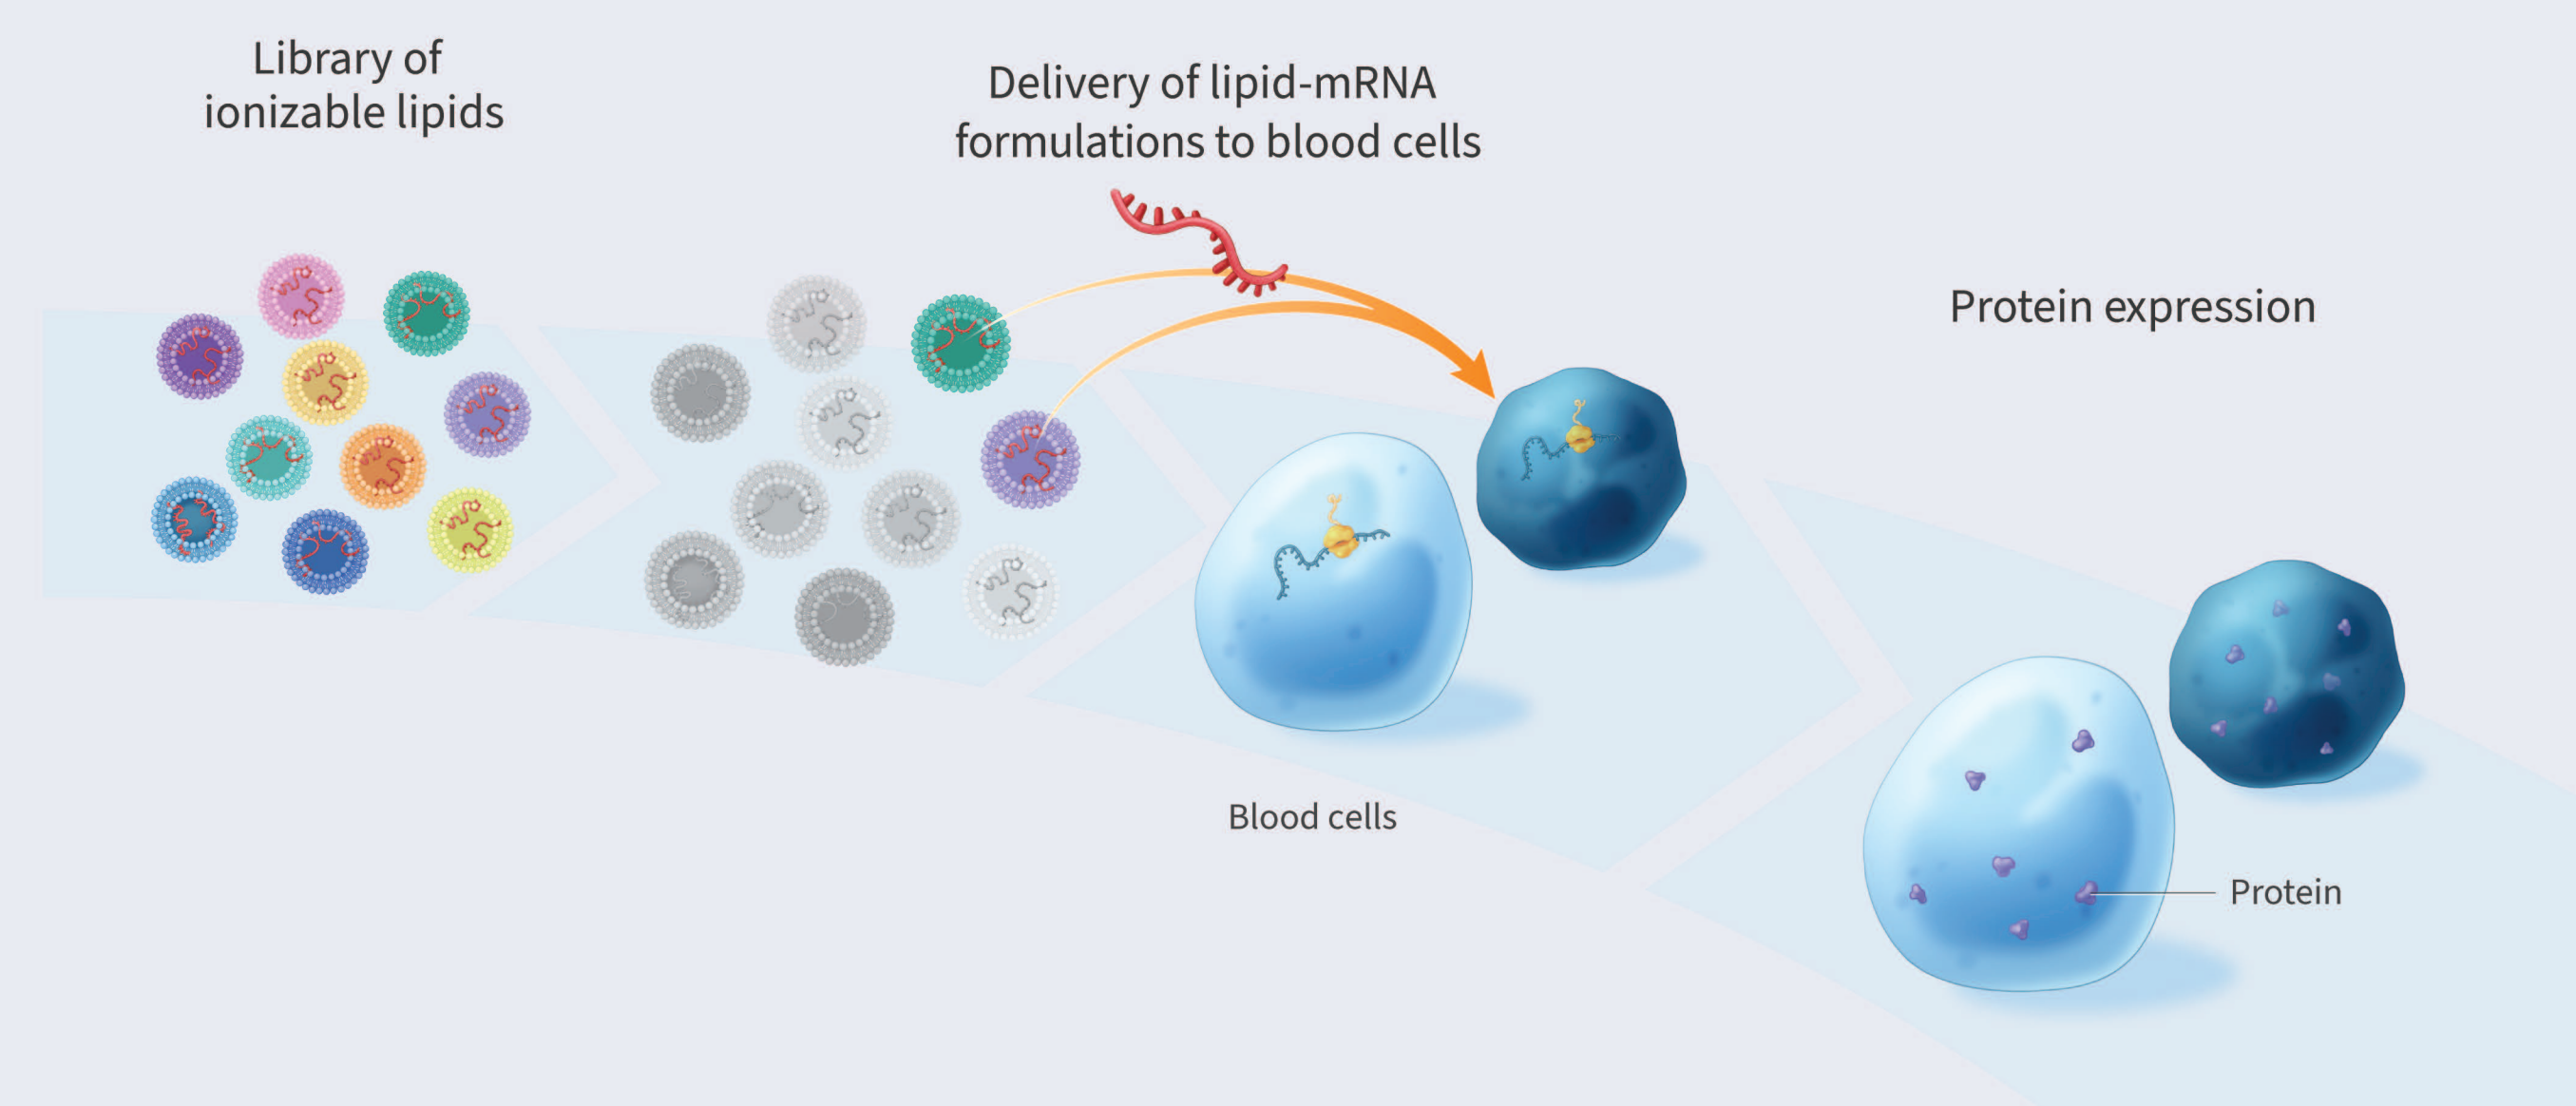 Library of
ionizable lipids
Delivery of lipid-mRNA
formulations to blood cells
Protein expression
Blood cells
Protein